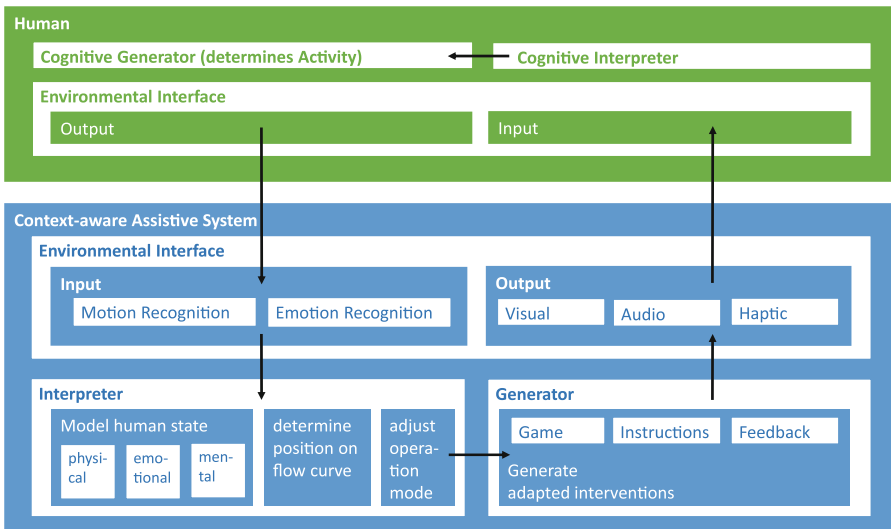 Human
Cognitive Generator (determines Activity)
Cognitive Interpreter
Environmental Interface
Output
Input
Context-aware Assistive System
Environmental Interface
Input
Motion Recognition
Emotion Recognition
Output
Visual
Audio
Haptic
Interpreter
Model human state
physi-
cal
emo-
tional
men-
tal
determine
position on
flow curve
adjust
opera-
tion
mode
Generator
Game
Instructions
Feedback
Generate
adapted interventions